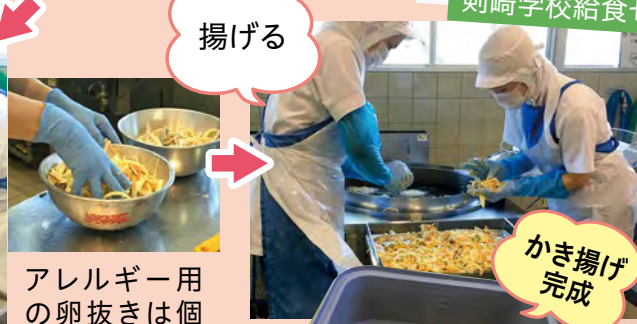 剣崎学校給食セ
揚げる
アレルギー用
の卵抜きは個
かき揚げ
完成